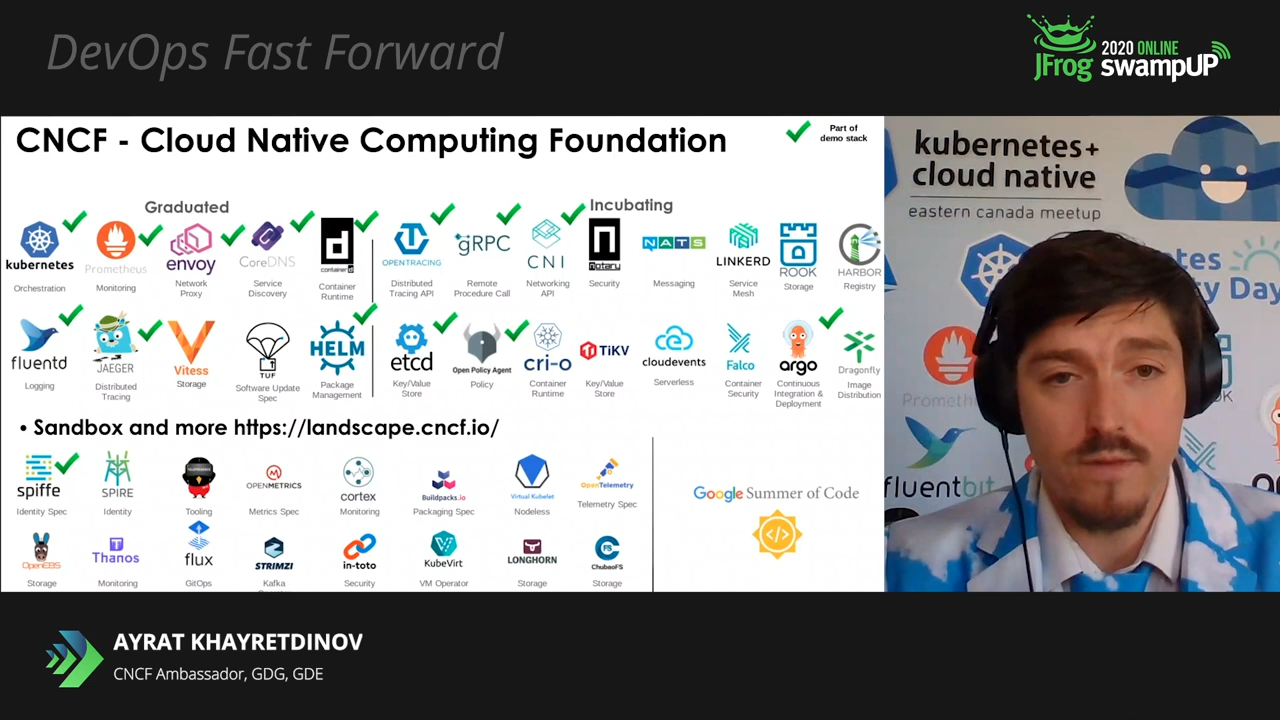 DevOps Fast Forward
2020 ONLINE
JFrog swampUP
CNCF - Cloud Native Computing Foundation
Part of
demo stack
Graduated
Incubating
kubernetes
Orchestration
Prometheus
Monitoring
envoy
Network
Proxy
CoreDNS
Service
Discovery
d
containerd
Container
Runtime
OPENTRACING
Distributed
Tracing API
gRPC
Remote
Procedure Call
CNI
Networking
API
n
notary
Security
NATS
Messaging
LINKERD
Service
Mesh
ROOK
Storage
HARBOR
Registry
fluentd
Logging
JAEGER
Distributed
Tracing
Vitess
Storage
TUF
Software Update
Spec
HELM
Package
Management
etcd
Key/Value
Store
Open Policy Agent
Policy
cri-o
Container
Runtime
TiKV
Key/Value
Store
cloudevents
Serverless
Falco
Container
Security
argo
Continuous
Integration &
Deployment
Dragonfly
Image
Distribution
• Sandbox and more https://landscape.cncf.io/
spiffe
Identity Spec
SPIRE
Identity
Tooling
OPENMETRICS
Metrics Spec
cortex
Monitoring
Buildpacks.io
Packaging Spec
Virtual Kubelet
Nodeless
OpenTelemetry
Telemetry Spec
OpenEBS
Storage
Thanos
Monitoring
flux
GitOps
STRIMZI
Kafka
in-toto
Security
KubeVirt
VM Operator
LONGHORN
Storage
CS
ChubaoFS
Storage
Google Summer of Code
</>
kubernetes+
cloud native
eastern canada meetup
fluentbit
AYRAT KHAYRETDINOV
CNCF Ambassador, GDG, GDE